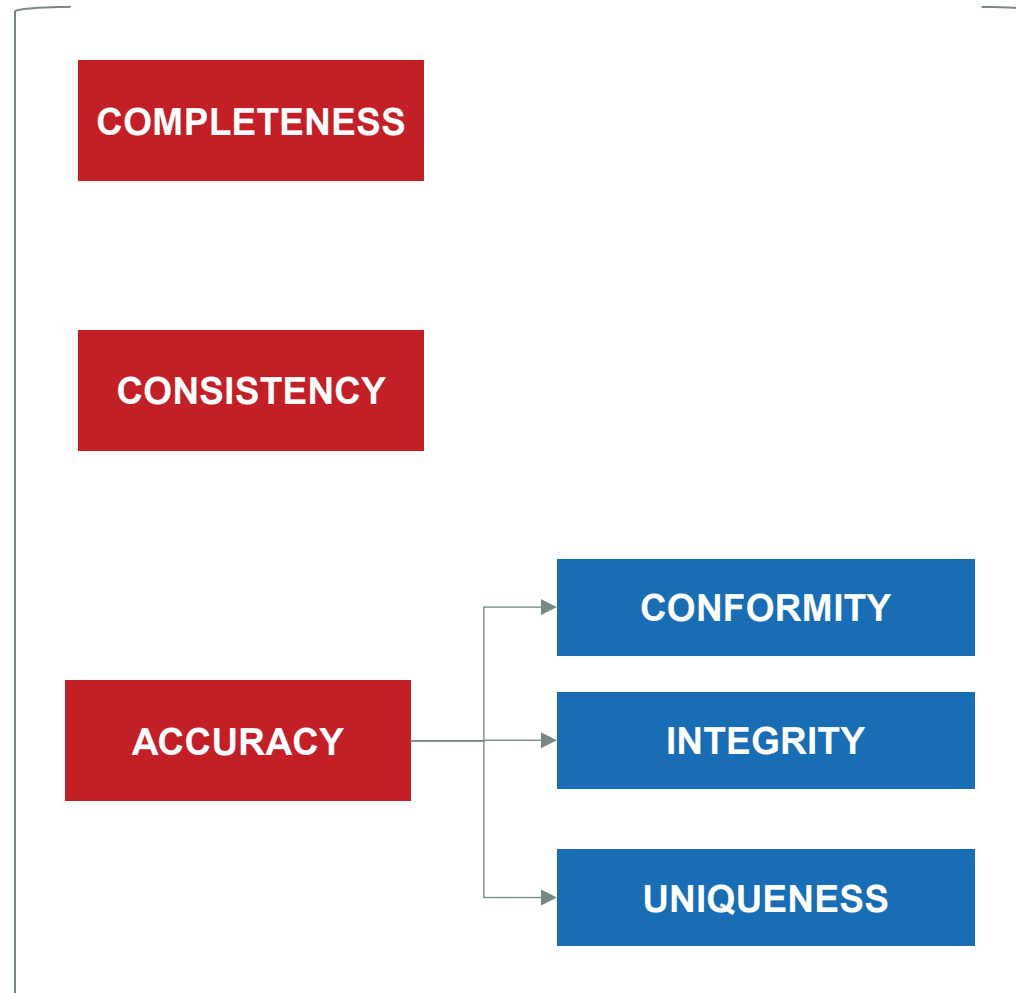 COMPLETENESS
CONSISTENCY
CONFORMITY
ACCURACY
INTEGRITY
UNIQUENESS